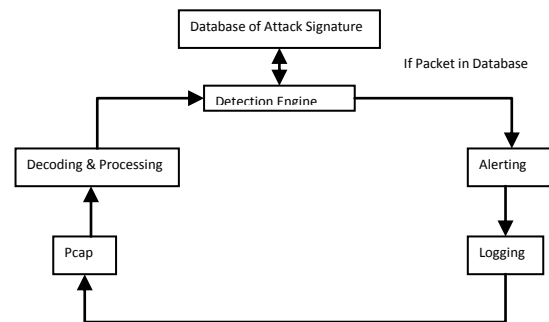 Database of Attack Signature
If Packet in Database
Detection Engine
Decoding & Processing
Alerting
Pcap
Logging